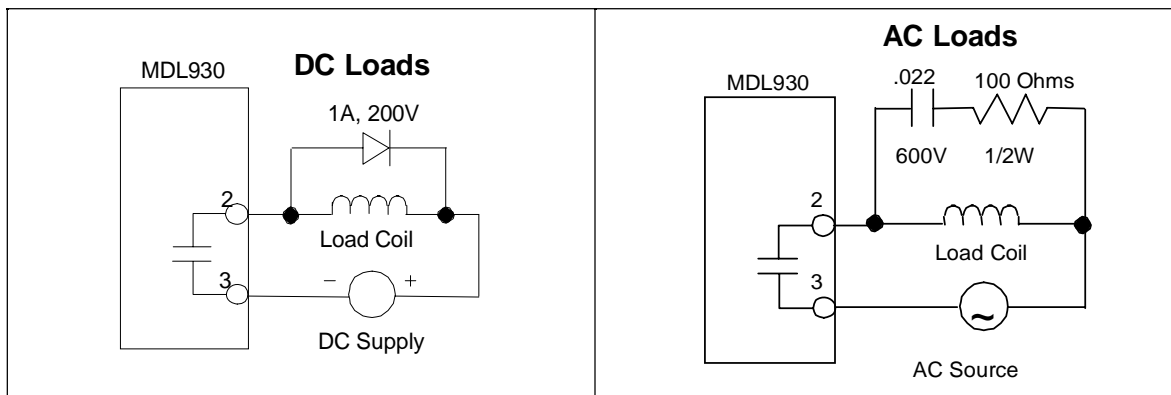 DC Loads
MDL930
1A, 200V
2
Load Coil
3
− +
DC Supply
AC Loads
MDL930
.022 100 Ohms
600V 1/2W
2
Load Coil
3
~
AC Source